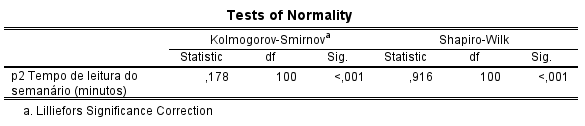 Tests of Normality
Kolmogorov-Smirnovᵃ Shapiro-Wilk
Statistic df Sig. Statistic df Sig.
p2 Tempo de leitura do semanário (minutos) ,178 100 <,001 ,916 100 <,001
a. Lilliefors Significance Correction